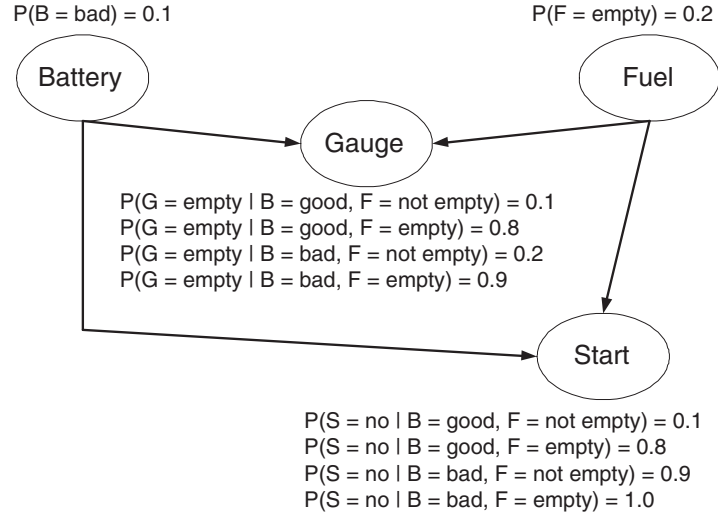 P(B = bad) = 0.1
P(F = empty) = 0.2
Battery
Fuel
Gauge
P(G = empty | B = good, F = not empty) = 0.1
P(G = empty | B = good, F = empty) = 0.8
P(G = empty | B = bad, F = not empty) = 0.2
P(G = empty | B = bad, F = empty) = 0.9
Start
P(S = no | B = good, F = not empty) = 0.1
P(S = no | B = good, F = empty) = 0.8
P(S = no | B = bad, F = not empty) = 0.9
P(S = no | B = bad, F = empty) = 1.0